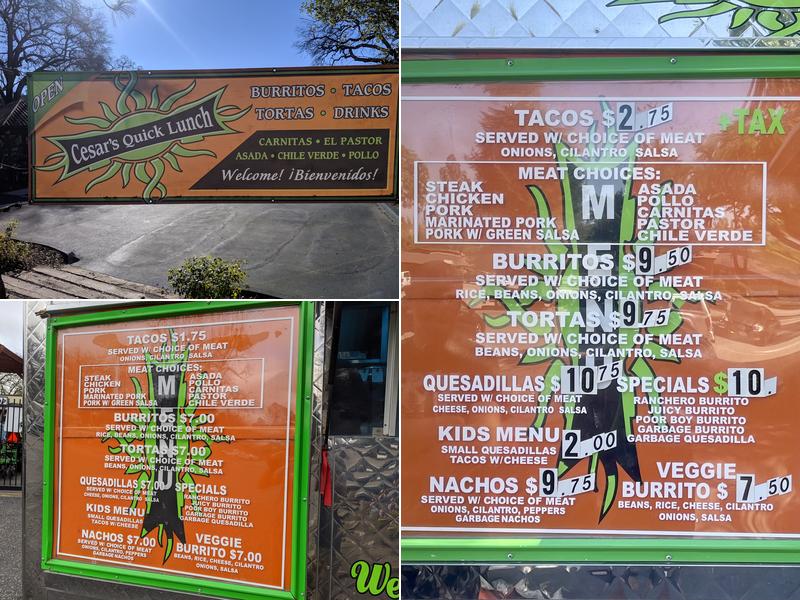 OPEN
Cesar's Quick Lunch
BURRITOS • TACOS
TORTAS • DRINKS
CARNITAS • EL PASTOR
ASADA • CHILE VERDE • POLLO
Welcome! ¡Bienvenidos!
TACOS $2.75
+TAX
SERVED W/ CHOICE OF MEAT
ONIONS, CILANTRO, SALSA
MEAT CHOICES:
STEAK ASADA
CHICKEN POLLO
PORK CARNITAS
MARINATED PORK PASTOR
PORK W/ GREEN SALSA CHILE VERDE
M
E
BURRITOS $9.50
SERVED W/ CHOICE OF MEAT
RICE, BEANS, ONIONS, CILANTRO, SALSA
TORTAS $9.75
SERVED W/ CHOICE OF MEAT
BEANS, ONIONS, CILANTRO, SALSA
QUESADILLAS $10.75
SERVED W/ CHOICE OF MEAT
CHEESE, ONIONS, CILANTRO SALSA
SPECIALS $10.
RANCHERO BURRITO
JUICY BURRITO
POOR BOY BURRITO
GARBAGE BURRITO
GARBAGE QUESADILLA
KIDS MENU 2.00
SMALL QUESADILLAS
TACOS W/CHEESE
NACHOS $9.75
SERVED W/ CHOICE OF MEAT
ONIONS, CILANTRO, PEPPERS
GARBAGE NACHOS
VEGGIE
BURRITO $7.50
BEANS, RICE, CHEESE, CILANTRO
ONIONS, SALSA
TACOS $1.75
SERVED W/ CHOICE OF MEAT
ONIONS, CILANTRO, SALSA
MEAT CHOICES:
STEAK ASADA
CHICKEN POLLO
PORK CARNITAS
MARINATED PORK PASTOR
PORK W/ GREEN SALSA CHILE VERDE
M
E
N
U
BURRITOS $7.00
SERVED W/ CHOICE OF MEAT
RICE, BEANS, ONIONS, CILANTRO, SALSA
TORTAS $7.00
SERVED W/ CHOICE OF MEAT
BEANS, ONIONS, CILANTRO, SALSA
QUESADILLAS $7.00
SERVED W/ CHOICE OF MEAT
CHEESE, ONIONS, CILANTRO SALSA
SPECIALS
RANCHERO BURRITO
JUICY BURRITO
POOR BOY BURRITO
GARBAGE BURRITO
GARBAGE QUESADILLA
KIDS MENU
SMALL QUESADILLAS
TACOS W/CHEESE
NACHOS $7.00
SERVED W/ CHOICE OF MEAT
ONIONS, CILANTRO, PEPPERS
GARBAGE NACHOS
VEGGIE
BURRITO $7.00
BEANS, RICE, CHEESE, CILANTRO
ONIONS, SALSA
We